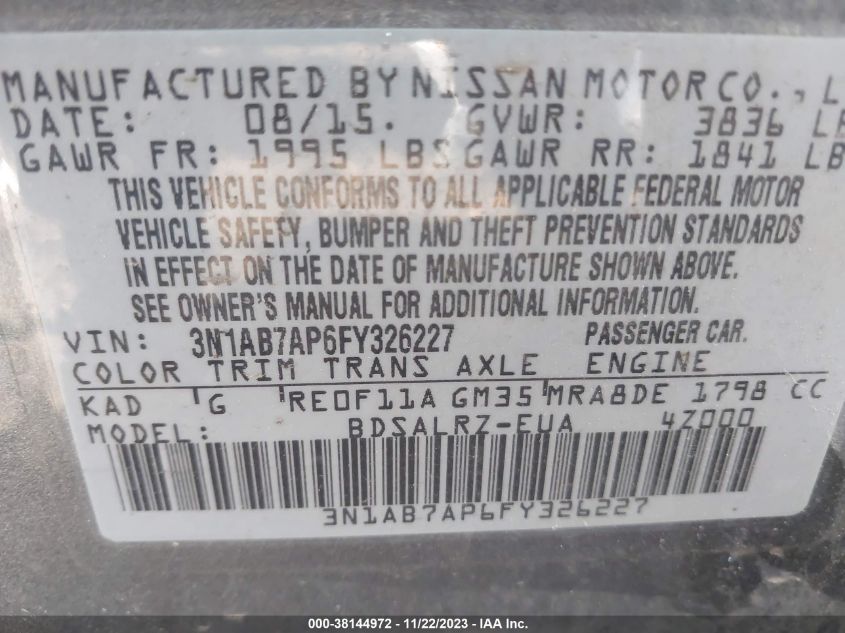 MANUFACTURED BY NISSAN MOTOR CO., L
DATE: 08/15. GVWR: 3836 LB
GAWR FR: 1995 LBS GAWR RR: 1841 LB
THIS VEHICLE CONFORMS TO ALL APPLICABLE FEDERAL MOTOR
VEHICLE SAFETY, BUMPER AND THEFT PREVENTION STANDARDS
IN EFFECT ON THE DATE OF MANUFACTURE SHOWN ABOVE.
SEE OWNER'S MANUAL FOR ADDITIONAL INFORMATION.
VIN: 3N1AB7AP6FY326227 PASSENGER CAR.
COLOR TRIM TRANS AXLE ENGINE
KAD G RE0F11A GM35 MRA8DE 1798 CC
MODEL: BDSALRZ-EUA 4Z000
3N1AB7AP6FY326227
000-38144972 - 11/22/2023 - IAA Inc.